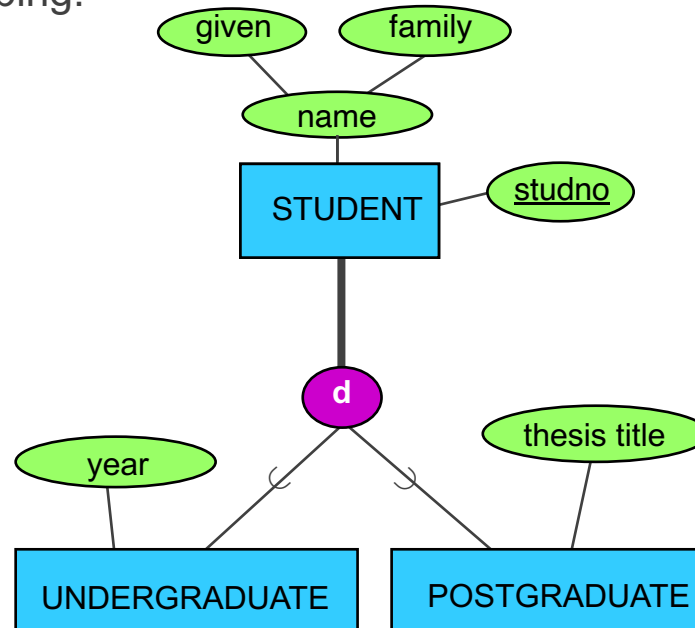 given family
name
STUDENT
studno
d
thesis title
year
UNDERGRADUATE
POSTGRADUATE